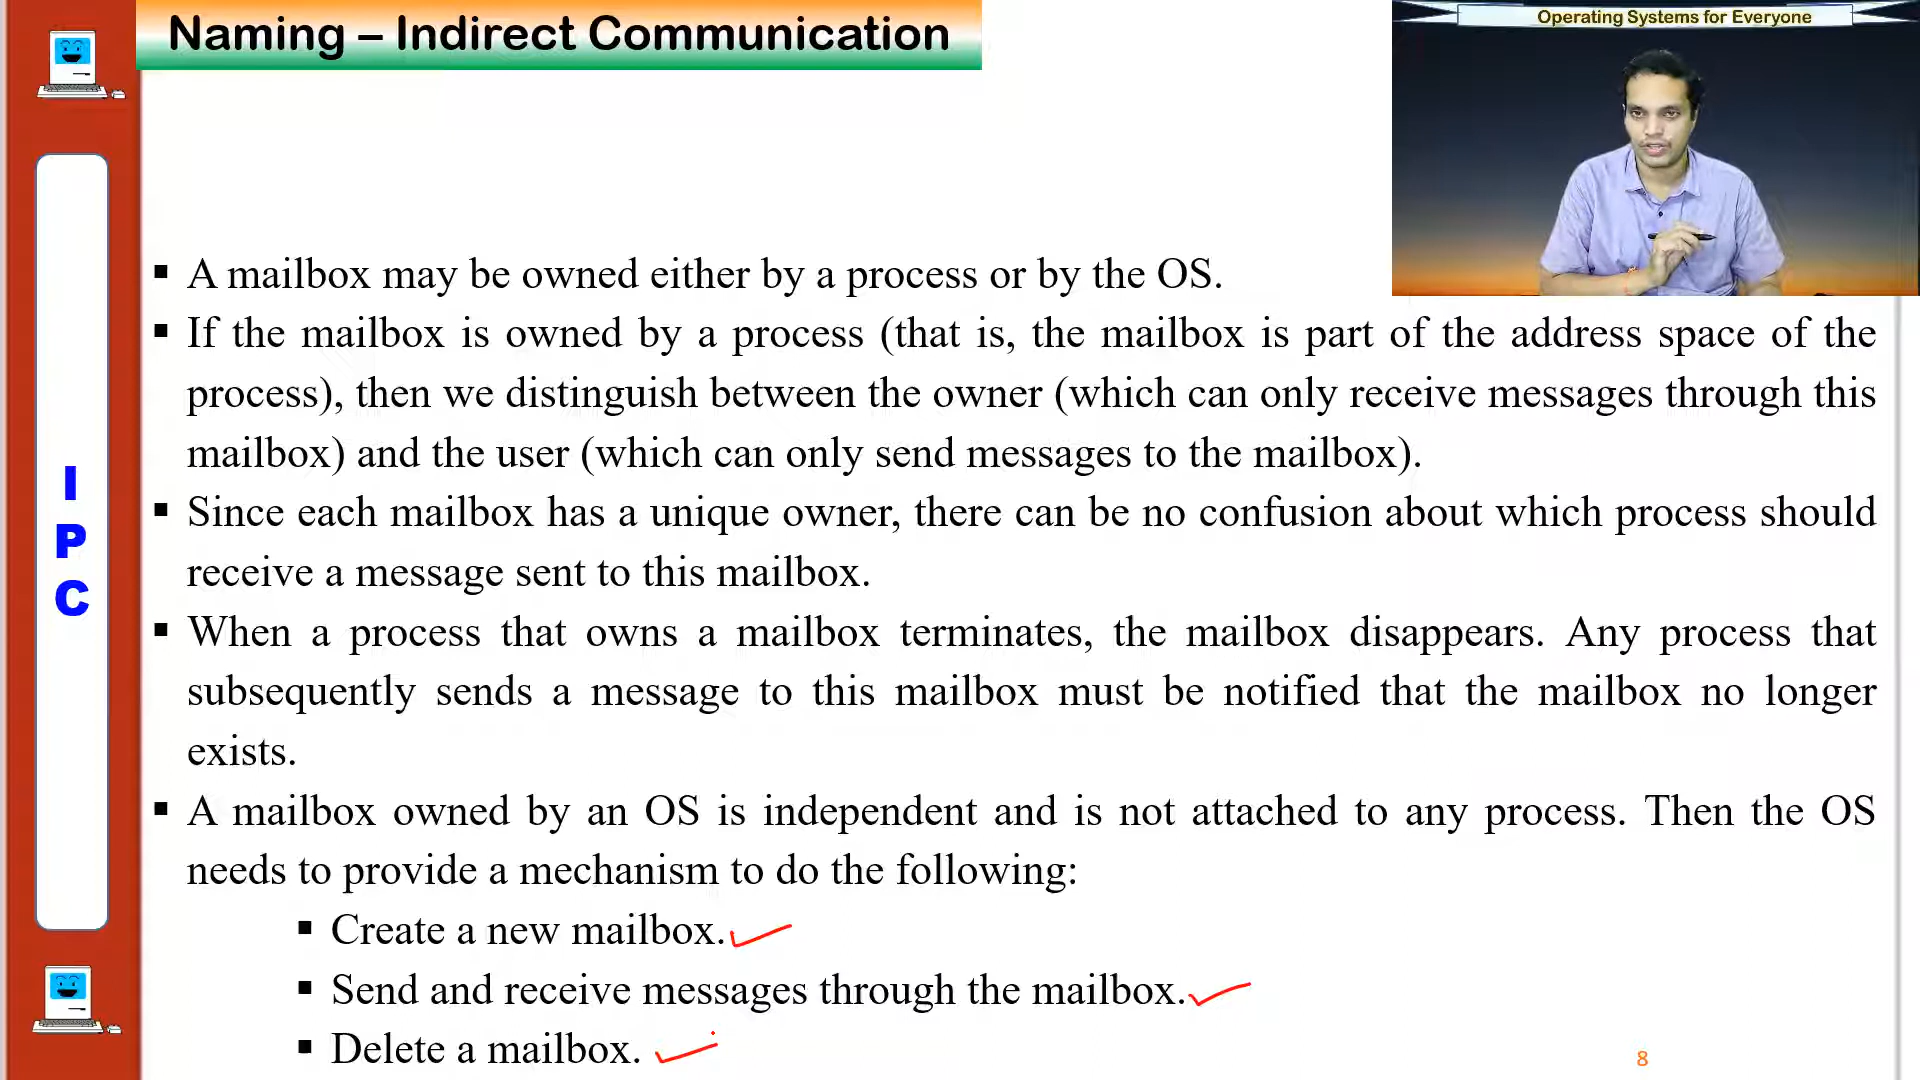 Naming – Indirect Communication
Operating Systems for Everyone
▪ A mailbox may be owned either by a process or by the OS.
▪ If the mailbox is owned by a process (that is, the mailbox is part of the address space of the
process), then we distinguish between the owner (which can only receive messages through this
mailbox) and the user (which can only send messages to the mailbox).
▪ Since each mailbox has a unique owner, there can be no confusion about which process should
receive a message sent to this mailbox.
▪ When a process that owns a mailbox terminates, the mailbox disappears. Any process that
subsequently sends a message to this mailbox must be notified that the mailbox no longer
exists.
▪ A mailbox owned by an OS is independent and is not attached to any process. Then the OS
needs to provide a mechanism to do the following:
▪ Create a new mailbox.
▪ Send and receive messages through the mailbox.
▪ Delete a mailbox.
I
P
C
8